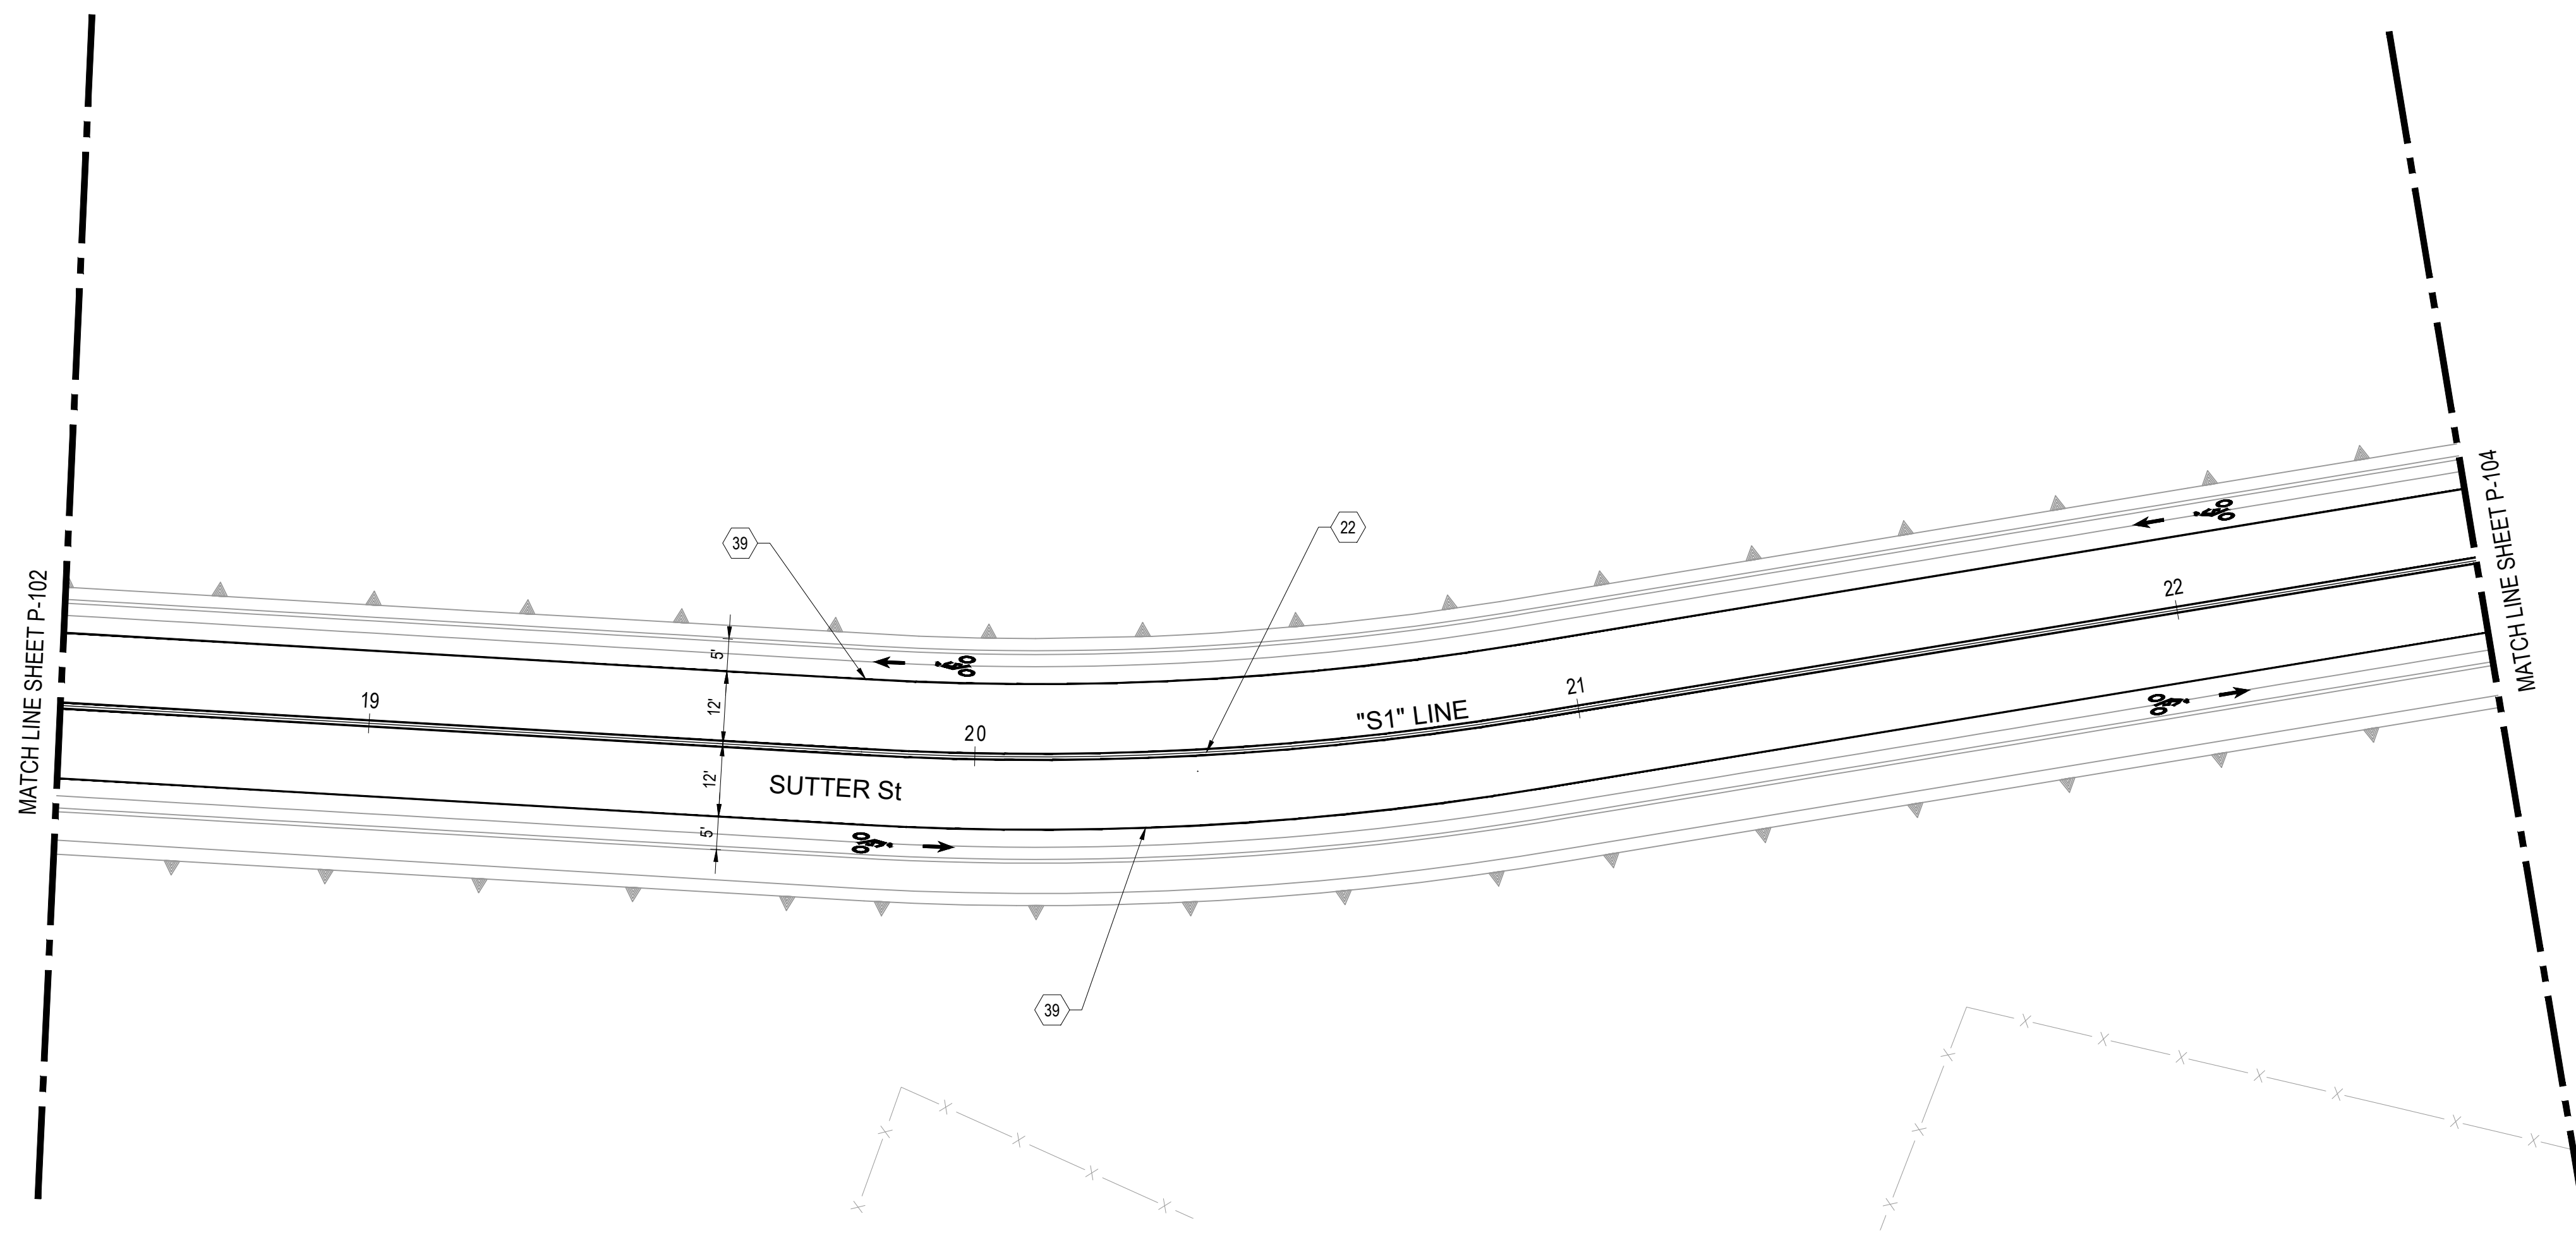 MATCH LINE SHEET P-102
MATCH LINE SHEET P-104
39
22
5'
12'
12'
5'
19
20
21
22
"S1" LINE
SUTTER St
39